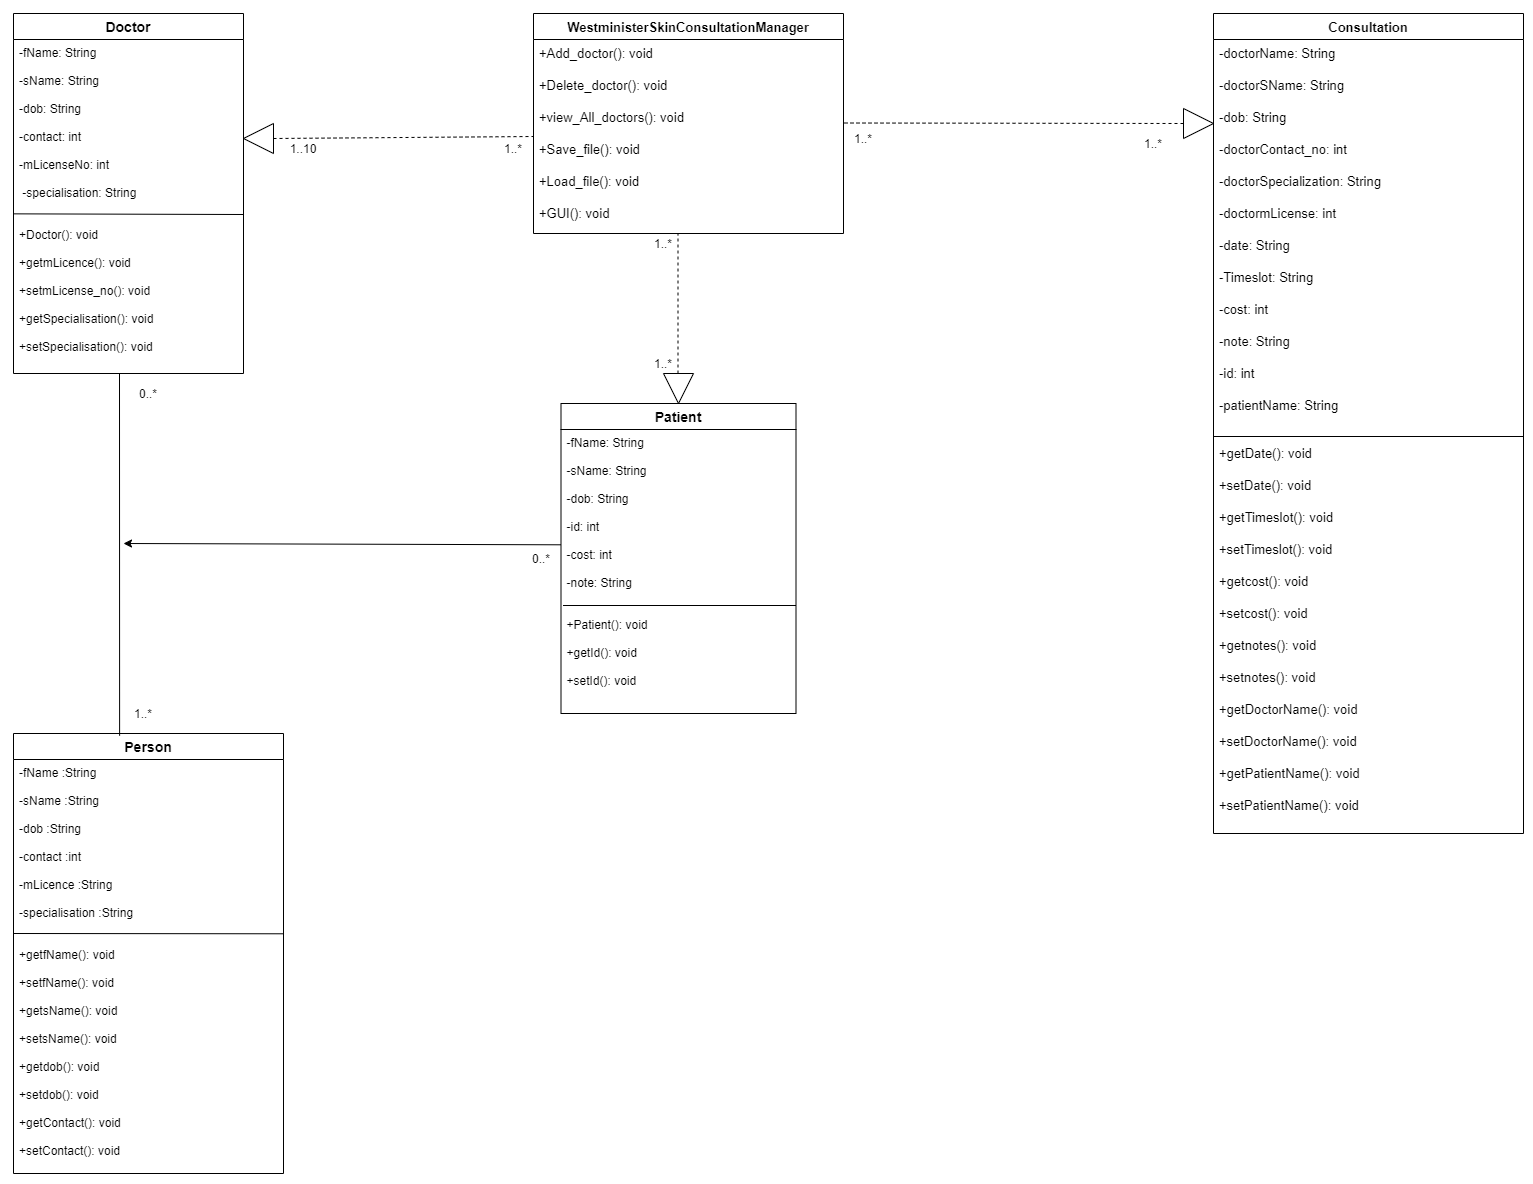 Doctor
-fName: String
-sName: String
-dob: String
-contact: int
-mLicenseNo: int
-specialisation: String
+Doctor(): void
+getmLicence(): void
+setmLicense_no(): void
+getSpecialisation(): void
+setSpecialisation(): void
1..10
1..*
WestministerSkinConsultationManager
+Add_doctor(): void
+Delete_doctor(): void
+view_All_doctors(): void
+Save_file(): void
+Load_file(): void
+GUI(): void
1..*
1..*
1..*
1..*
Consultation
-doctorName: String
-doctorSName: String
-dob: String
-doctorContact_no: int
-doctorSpecialization: String
-doctormLicense: int
-date: String
-Timeslot: String
-cost: int
-note: String
-id: int
-patientName: String
+getDate(): void
+setDate(): void
+getTimeslot(): void
+setTimeslot(): void
+getcost(): void
+setcost(): void
+getnotes(): void
+setnotes(): void
+getDoctorName(): void
+setDoctorName(): void
+getPatientName(): void
+setPatientName(): void
Patient
-fName: String
-sName: String
-dob: String
-id: int
-cost: int
-note: String
+Patient(): void
+getId(): void
+setId(): void
0..*
0..*
1..*
Person
-fName :String
-sName :String
-dob :String
-contact :int
-mLicence :String
-specialisation :String
+getfName(): void
+setfName(): void
+getsName(): void
+setsName(): void
+getdob(): void
+setdob(): void
+getContact(): void
+setContact(): void